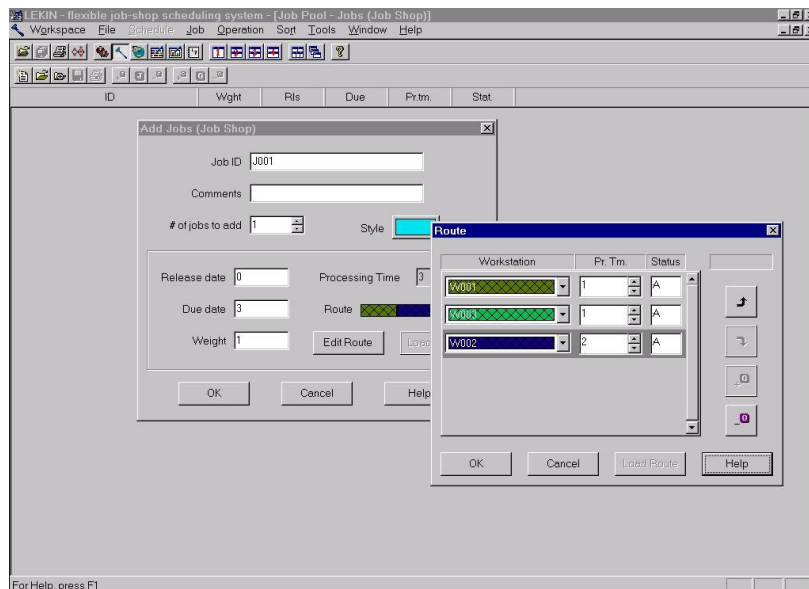 LEKIN - flexible job-shop scheduling system - [Job Pool - Jobs (Job Shop)]
Workspace File Schedule Job Operation Sort Tools Window Help
ID Wght Rls Due Pr.tm. Stat.
Add Jobs (Job Shop)
Job ID J001
Comments
# of jobs to add 1 Style
Release date 0 Processing Time 3
Due date 3 Route
Weight 1 Edit Route
OK Cancel Help
Route
Workstation Pr. Tm. Status
W001 1 A
W003 1 A
W002 2 A
OK Cancel Load Route Help
For Help, press F1